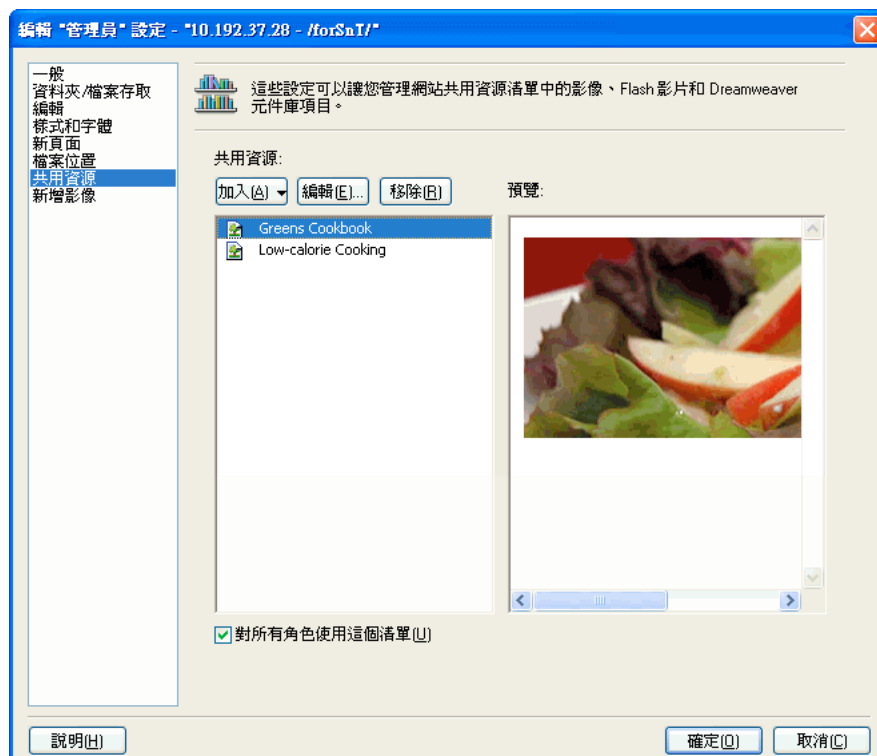 編輯 "管理員" 設定 - "10.192.37.28 - /forSnT/"
一般
資料夾/檔案存取
編輯
樣式和字體
新頁面
檔案位置
共用資源
新增影像
這些設定可以讓您管理網站共用資源清單中的影像、Flash 影片和 Dreamweaver
元件庫項目。
共用資源:
加入(A)
編輯(E)...
移除(R)
預覽:
Greens Cookbook
Low-calorie Cooking
對所有角色使用這個清單(U)
說明(H)
確定(O)
取消(C)